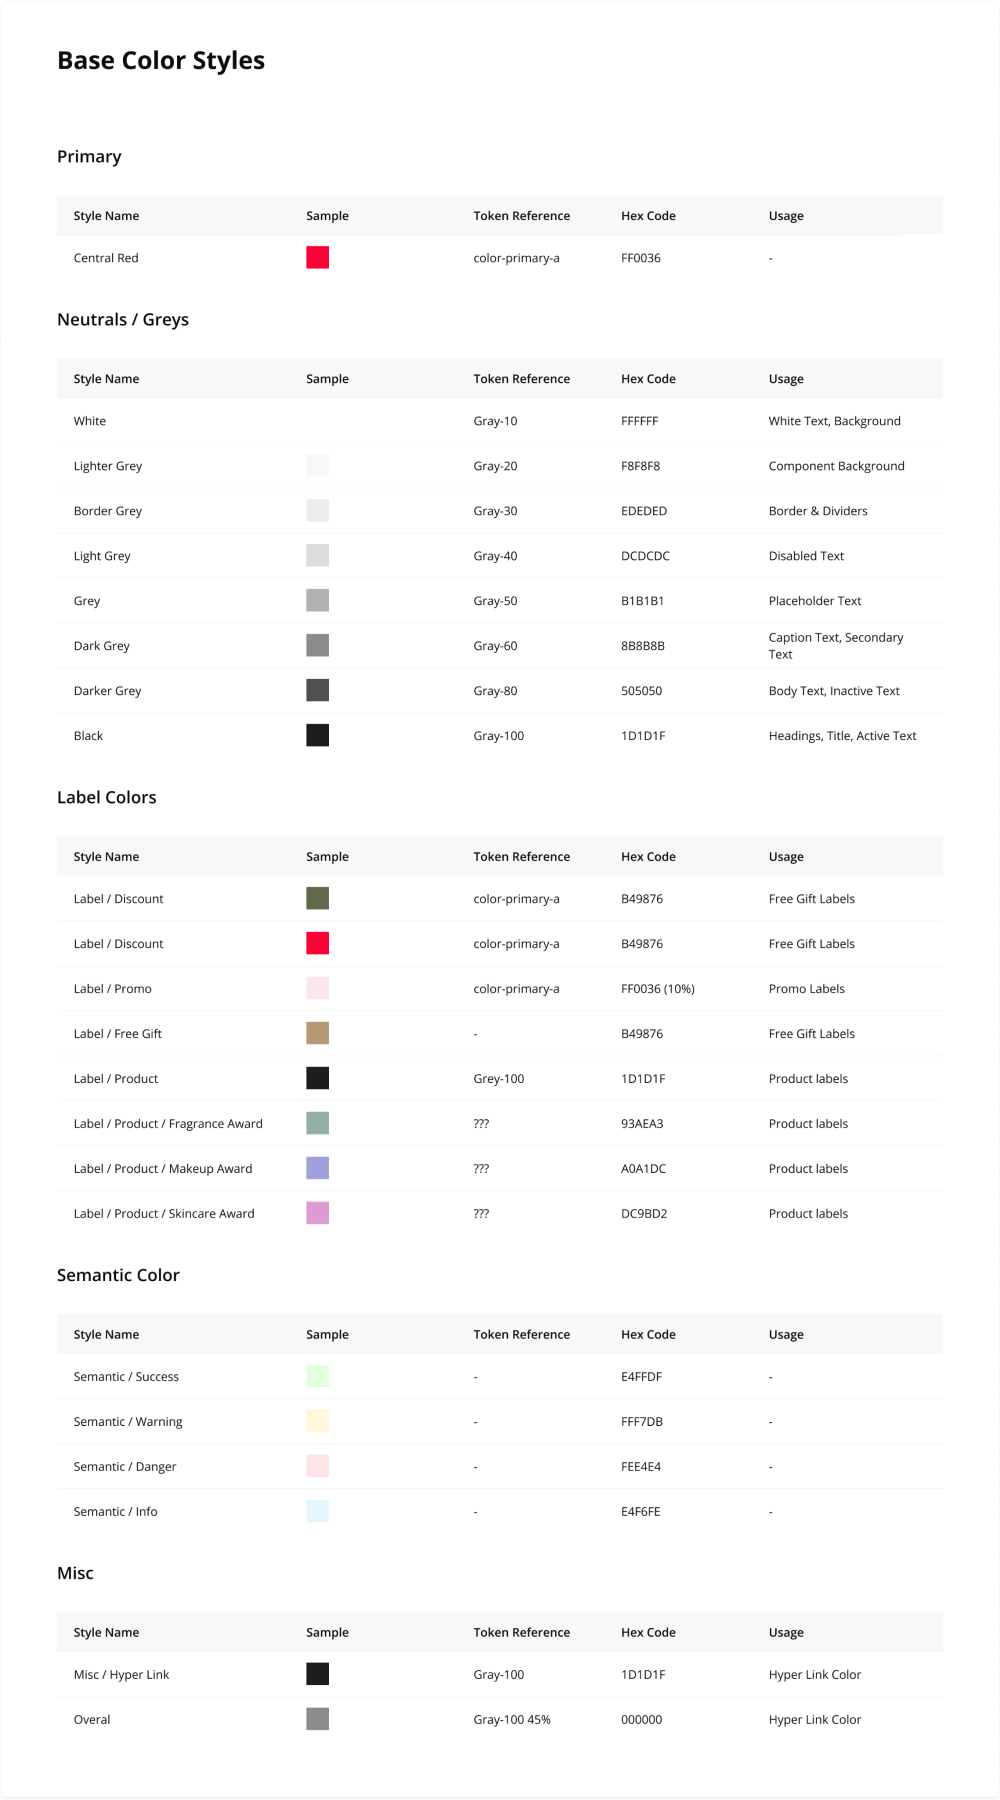 Base Color Styles
Primary
Style Name Sample Token Reference Hex Code Usage
Central Red color-primary-a FF0036 -
Neutrals / Greys
Style Name Sample Token Reference Hex Code Usage
White Gray-10 FFFFFF White Text, Background
Lighter Grey Gray-20 F8F8F8 Component Background
Border Grey Gray-30 EDEDED Border & Dividers
Light Grey Gray-40 DCDCDC Disabled Text
Grey Gray-50 B1B1B1 Placeholder Text
Dark Grey Gray-60 8B8B8B Caption Text, Secondary
Text
Darker Grey Gray-80 505050 Body Text, Inactive Text
Black Gray-100 1D1D1F Headings, Title, Active Text
Label Colors
Style Name Sample Token Reference Hex Code Usage
Label / Discount color-primary-a B49876 Free Gift Labels
Label / Discount color-primary-a B49876 Free Gift Labels
Label / Promo color-primary-a FF0036 (10%) Promo Labels
Label / Free Gift - B49876 Free Gift Labels
Label / Product Grey-100 1D1D1F Product labels
Label / Product / Fragrance Award ??? 93AEA3 Product labels
Label / Product / Makeup Award ??? A0A1DC Product labels
Label / Product / Skincare Award ??? DC9BD2 Product labels
Semantic Color
Style Name Sample Token Reference Hex Code Usage
Semantic / Success - E4FFDF -
Semantic / Warning - FFF7DB -
Semantic / Danger - FEE4E4 -
Semantic / Info - E4F6FE -
Misc
Style Name Sample Token Reference Hex Code Usage
Misc / Hyper Link Gray-100 1D1D1F Hyper Link Color
Overal Gray-100 45% 000000 Hyper Link Color